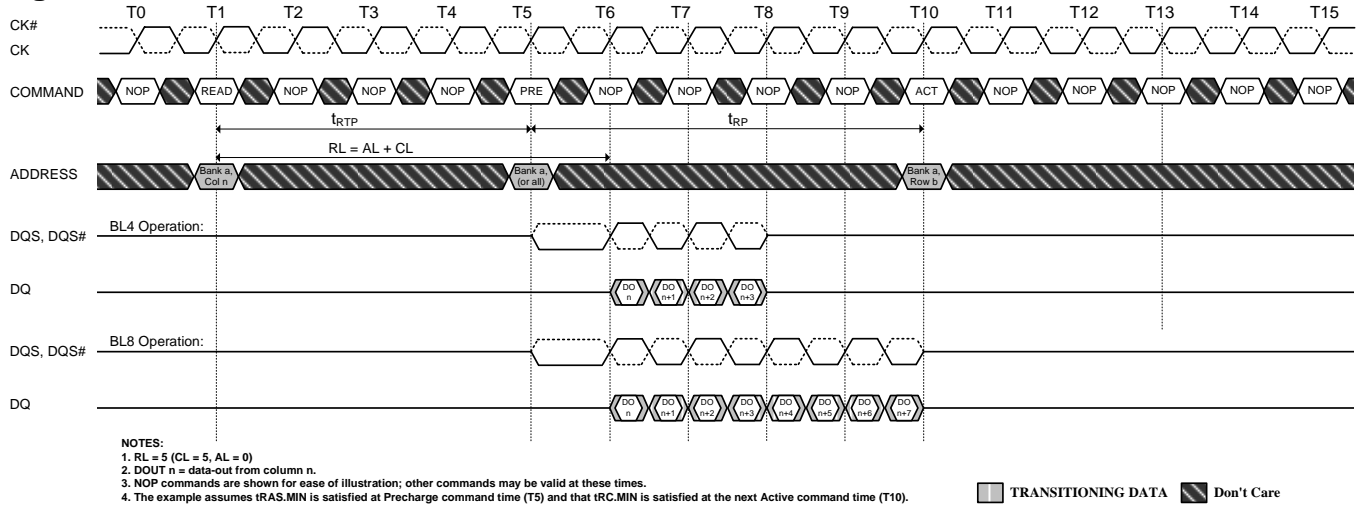 T0 T1 T2 T3 T4 T5 T6 T7 T8 T9 T10 T11 T12 T13 T14 T15
CK#
CK
COMMAND NOP READ NOP NOP NOP PRE NOP NOP NOP NOP ACT NOP NOP NOP NOP NOP
tRTP tRP
RL = AL + CL
ADDRESS Bank a, Col n Bank a, (or all) Bank a, Row b
BL4 Operation:
DQS, DQS#
DQ DO n DO n+1 DO n+2 DO n+3
BL8 Operation:
DQS, DQS#
DQ DO n DO n+1 DO n+2 DO n+3 DO n+4 DO n+5 DO n+6 DO n+7
NOTES:
1. RL = 5 (CL = 5, AL = 0)
2. DOUT n = data-out from column n.
3. NOP commands are shown for ease of illustration; other commands may be valid at these times.
4. The example assumes tRAS.MIN is satisfied at Precharge command time (T5) and that tRC.MIN is satisfied at the next Active command time (T10).
TRANSITIONING DATA Don't Care